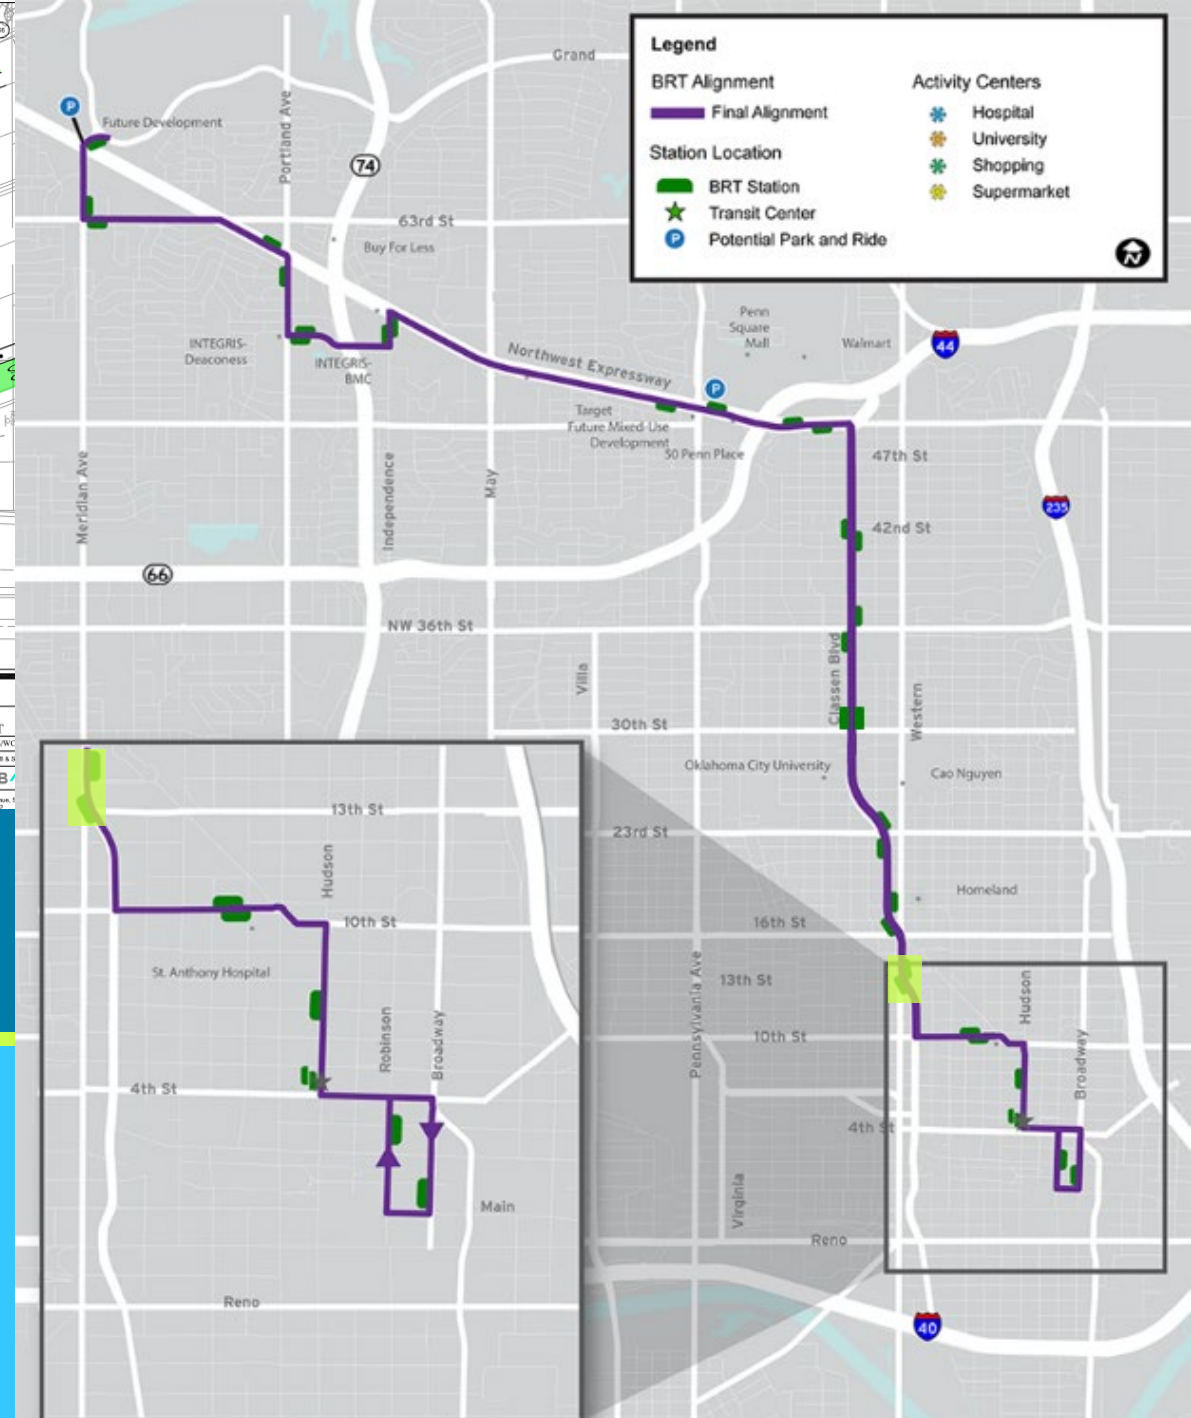 Legend
BRT Alignment
Final Alignment
Station Location
BRT Station
Transit Center
P
Potential Park and Ride
Activity Centers
Hospital
University
Shopping
Supermarket
N
Grand
P
Future Development
Portland Ave
74
63rd St
Buy For Less
INTEGRIS-
Deaconess
INTEGRIS-
BMC
Northwest Expressway
Penn
Square
Mall
Walmart
44
P
Target
Future Mixed-Use
Development
50 Penn Place
47th St
Meridian Ave
Independence
May
42nd St
235
66
NW 36th St
Villa
Classen Blvd
Western
30th St
Oklahoma City University
Cao Nguyen
23rd St
Homeland
16th St
13th St
Pennsylvania Ave
Hudson
10th St
Broadway
4th St
Virginia
Reno
40
13th St
Hudson
10th St
St. Anthony Hospital
Robinson
Broadway
4th St
Main
Reno